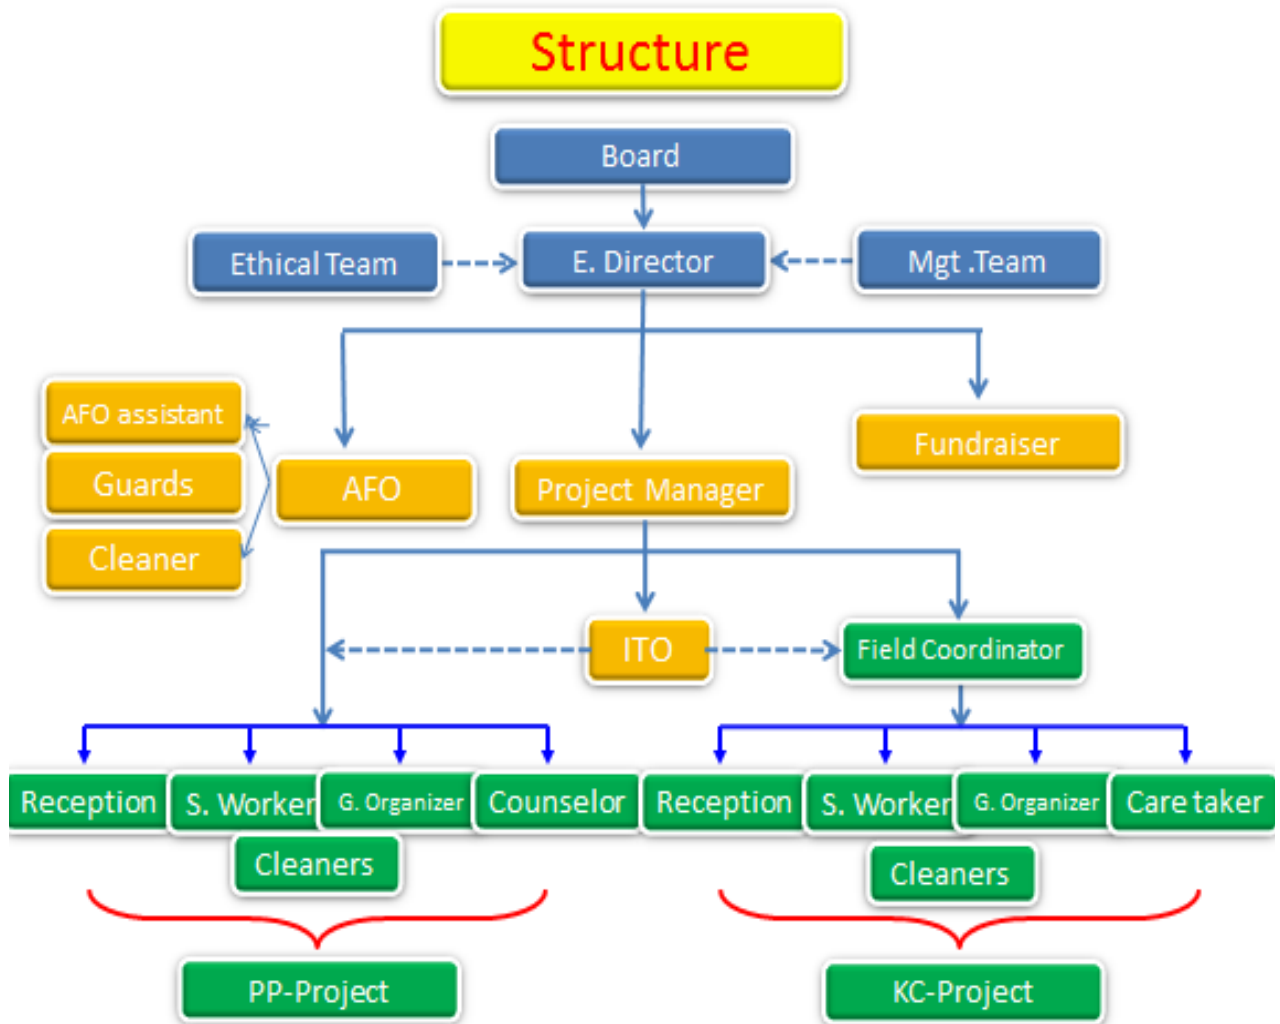 Structure
Board
Ethical Team
E. Director
Mgt .Team
AFO assistant
Guards
Cleaner
AFO
Project Manager
Fundraiser
ITO
Field Coordinator
Reception
S. Worker
G. Organizer
Counselor
Reception
S. Worker
G. Organizer
Care taker
Cleaners
Cleaners
PP-Project
KC-Project